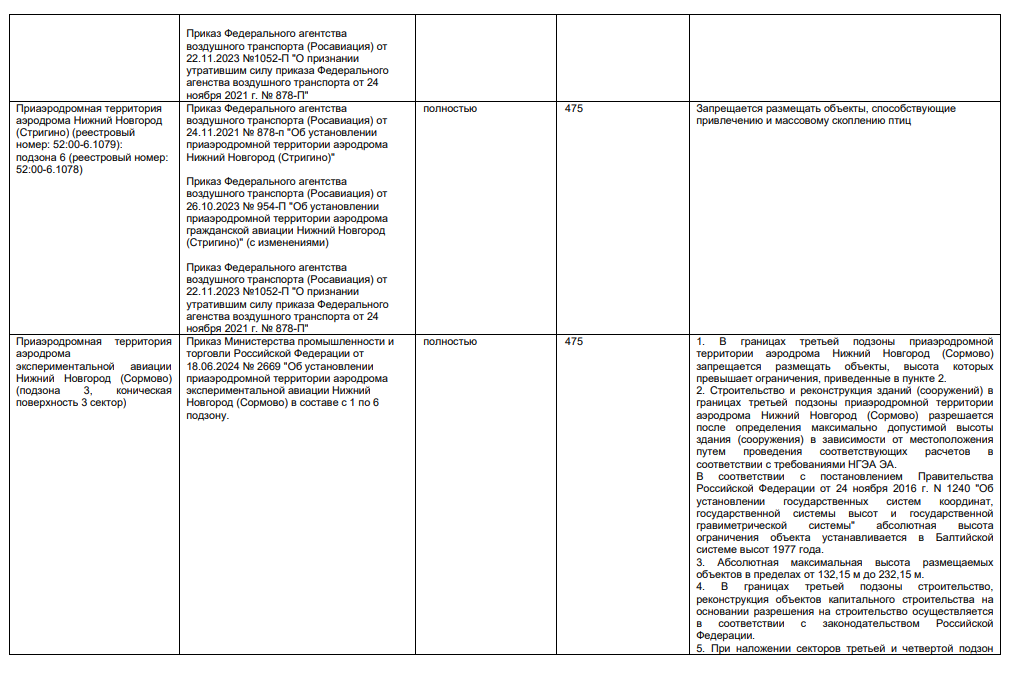 Приказ Федерального агентства
воздушного транспорта (Росавиация) от
22.11.2023 №1052-П "О признании
утратившим силу приказа Федерального
агенства воздушного транспорта от 24
ноября 2021 г. № 878-П"
Приаэродромная территория
аэродрома Нижний Новгород
(Стригино) (реестровый
номер: 52:00-6.1079):
подзона 6 (реестровый номер:
52:00-6.1078)
Приказ Федерального агентства
воздушного транспорта (Росавиация) от
24.11.2021 № 878-п "Об установлении
приаэродромной территории аэродрома
Нижний Новгород (Стригино)"
Приказ Федерального агентства
воздушного транспорта (Росавиация) от
26.10.2023 № 954-П "Об установлении
приаэродромной территории аэродрома
гражданской авиации Нижний Новгород
(Стригино)" (с изменениями)
Приказ Федерального агентства
воздушного транспорта (Росавиация) от
22.11.2023 №1052-П "О признании
утратившим силу приказа Федерального
агенства воздушного транспорта от 24
ноября 2021 г. № 878-П"
полностью
475
Запрещается размещать объекты, способствующие
привлечению и массовому скоплению птиц
Приаэродромная территория
аэродрома
экспериментальной авиации
Нижний Новгород (Сормово)
(подзона 3, коническая
поверхность 3 сектор)
Приказ Министерства промышленности и
торговли Российской Федерации от
18.06.2024 № 2669 "Об установлении
приаэродромной территории аэродрома
экспериментальной авиации Нижний
Новгород (Сормово) в составе с 1 по 6
подзону.
полностью
475
1. В границах третьей подзоны приаэродромной
территории аэродрома Нижний Новгород (Сормово)
запрещается размещать объекты, высота которых
превышает ограничения, приведенные в пункте 2.
2. Строительство и реконструкция зданий (сооружений) в
границах третьей подзоны приаэродромной территории
аэродрома Нижний Новгород (Сормово) разрешается
после определения максимально допустимой высоты
здания (сооружения) в зависимости от местоположения
путем проведения соответствующих расчетов в
соответствии с требованиями НГЭА ЭА.
В соответствии с постановлением Правительства
Российской Федерации от 24 ноября 2016 г. N 1240 "Об
установлении государственных систем координат,
государственной системы высот и государственной
гравиметрической системы" абсолютная высота
ограничения объекта устанавливается в Балтийской
системе высот 1977 года.
3. Абсолютная максимальная высота размещаемых
объектов в пределах от 132,15 м до 232,15 м.
4. В границах третьей подзоны строительство,
реконструкция объектов капитального строительства на
основании разрешения на строительство осуществляется
в соответствии с законодательством Российской
Федерации.
5. При наложении секторов третьей и четвертой подзон